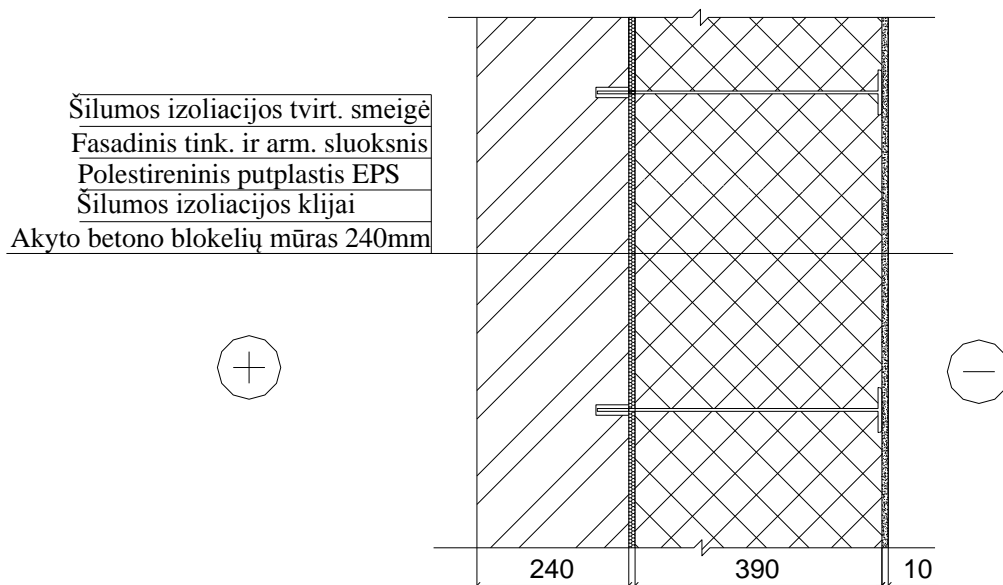 Šilumos izoliacijos tvirt. smeigė
Fasadinis tink. ir arm. sluoksnis
Polestireninis putplastis EPS
Šilumos izoliacijos klijai
Akyto betono blokelių mūras 240mm
240
390
10